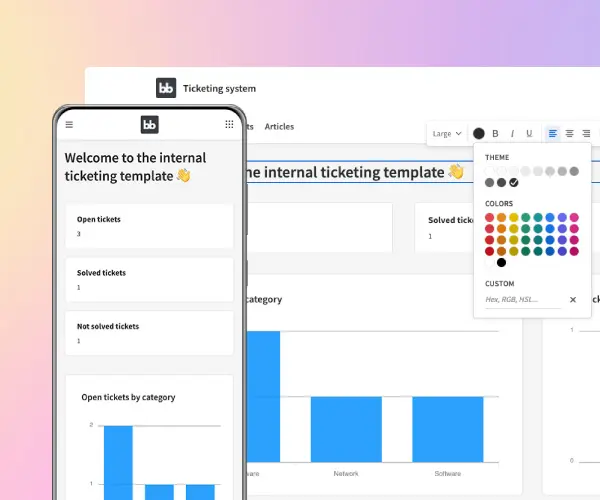 bb Ticketing system
ts Articles
Large B I U
he internal ticketing template 👋
THEME
COLORS
CUSTOM
Hex, RGB, HSL...
Solved ticke
1
category
ware Network Software
1
0
bb
Welcome to the internal
ticketing template 👋
Open tickets
3
Solved tickets
1
Not solved tickets
1
Open tickets by category
2
1